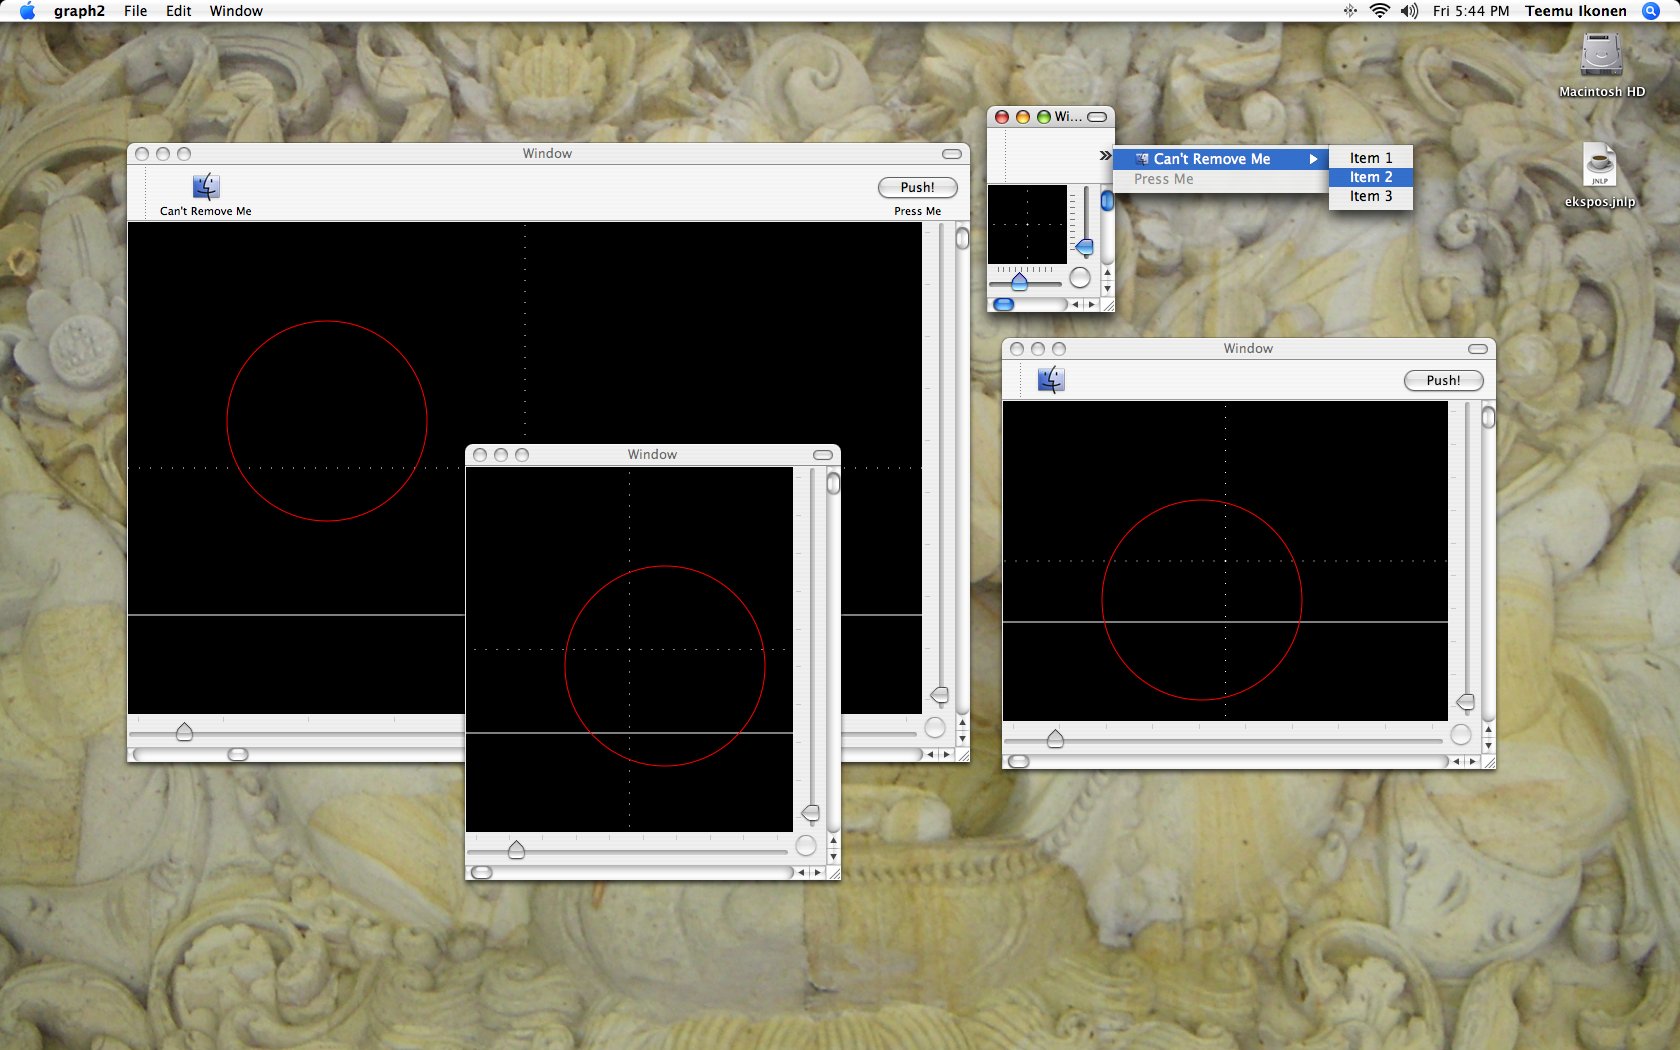 graph2 File Edit Window
Fri 5:44 PM Teemu Ikonen
Macintosh HD
JNLP
ekspos.jnlp
Window
Can't Remove Me
Push!
Press Me
Wi...
Can't Remove Me
Press Me
Item 1
Item 2
Item 3
Window
Push!
Window